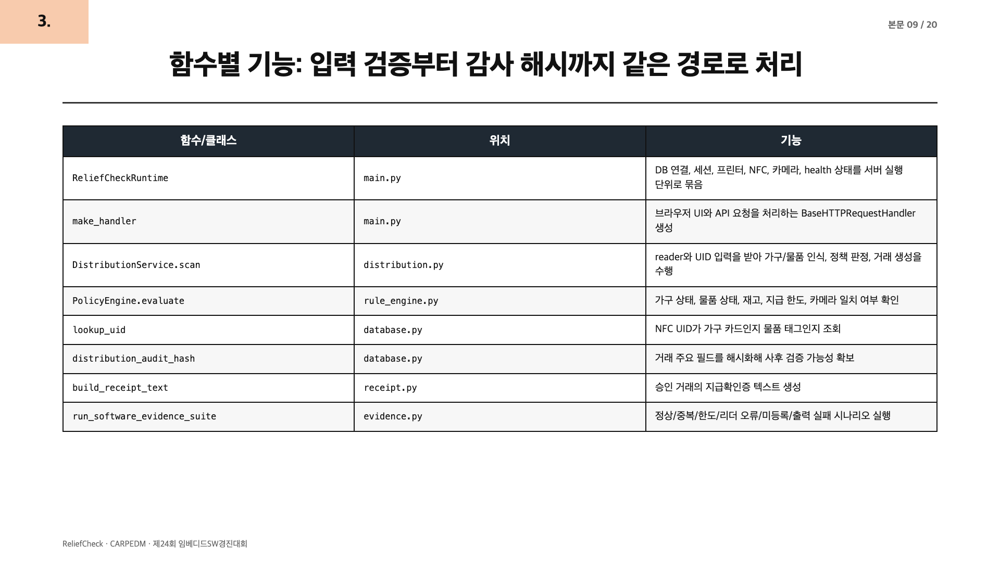 3.
본문 09 / 20
함수별 기능: 입력 검증부터 감사 해시까지 같은 경로로 처리
함수/클래스 위치 기능
ReliefCheckRuntime main.py DB 연결, 세션, 프린터, NFC, 카메라, health 상태를 서버 실행
단위로 묶음
make_handler main.py 브라우저 UI와 API 요청을 처리하는 BaseHTTPRequestHandler
생성
DistributionService.scan distribution.py reader와 UID 입력을 받아 가구/물품 인식, 정책 판정, 거래 생성을
수행
PolicyEngine.evaluate rule_engine.py 가구 상태, 물품 상태, 재고, 지급 한도, 카메라 일치 여부 확인
lookup_uid database.py NFC UID가 가구 카드인지 물품 태그인지 조회
distribution_audit_hash database.py 거래 주요 필드를 해시화해 사후 검증 가능성 확보
build_receipt_text receipt.py 승인 거래의 지급확인증 텍스트 생성
run_software_evidence_suite evidence.py 정상/중복/한도/리더 오류/미등록/출력 실패 시나리오 실행
ReliefCheck · CARPEDM · 제24회 임베디드SW경진대회